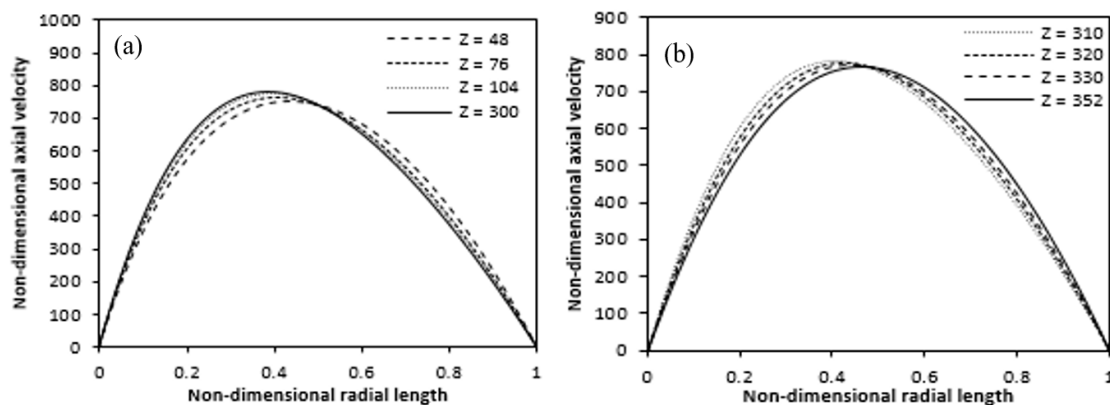 (a)
Non-dimensional axial velocity
1000
900
800
700
600
500
400
300
200
100
0
0 0.2 0.4 0.6 0.8 1
Non-dimensional radial length
Z = 48
Z = 76
Z = 104
Z = 300
(b)
Non-dimensional axial velocity
900
800
700
600
500
400
300
200
100
0
0 0.2 0.4 0.6 0.8 1
Non-dimensional radial length
Z = 310
Z = 320
Z = 330
Z = 352